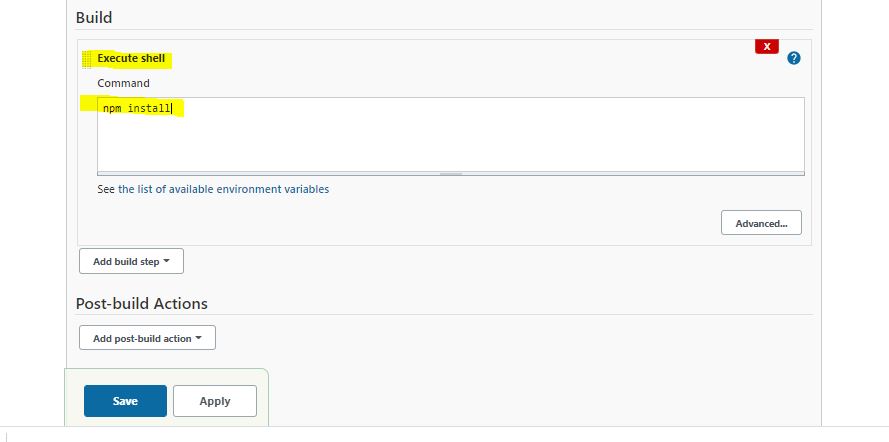 Build
X
Execute shell
?
Command
npm install
See the list of available environment variables
Advanced...
Add build step
Post-build Actions
Add post-build action
Save Apply